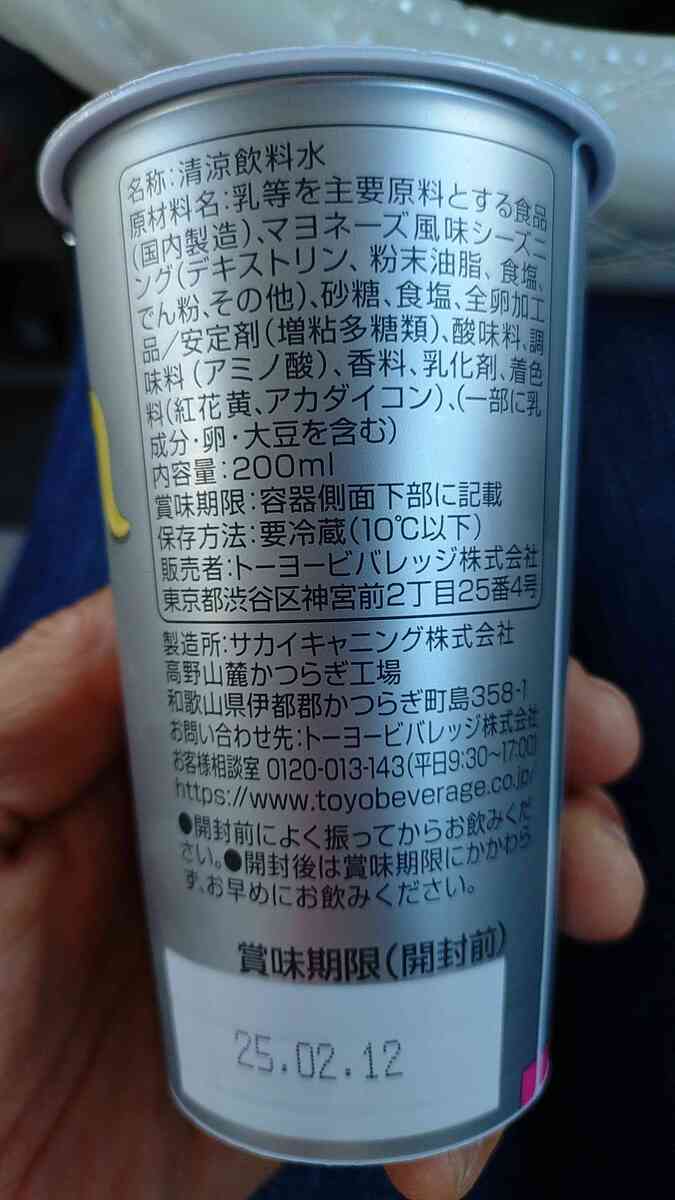 名称:清涼飲料水
原材料名:乳等を主要原料とする食品
(国内製造)、マヨネーズ風味シーズニ
ング(デキストリン、粉末油脂、食塩、
でん粉、その他)、砂糖、食塩、全卵加工
品/安定剤(増粘多糖類)、酸味料、調
味料(アミノ酸)、香料、乳化剤、着色
料(紅花黄、アカダイコン)、(一部に乳
成分・卵・大豆を含む)
内容量:200ml
賞味期限:容器側面下部に記載
保存方法:要冷蔵(10℃以下)
販売者:トーヨービバレッジ株式会社
東京都渋谷区神宮前2丁目25番4号
製造所:サカイキャニング株式会社
高野山麓かつらぎ工場
和歌山県伊都郡かつらぎ町島358-1
お問い合わせ先:トーヨービバレッジ株式会社
お客様相談室 0120-013-143(平日9:30~17:00)
https://www.toyobeverage.co.jp/
●開封前によく振ってからお飲みくだ
さい。●開封後は賞味期限にかかわら
ず、お早めにお飲みください。
賞味期限(開封前)
25.02.12